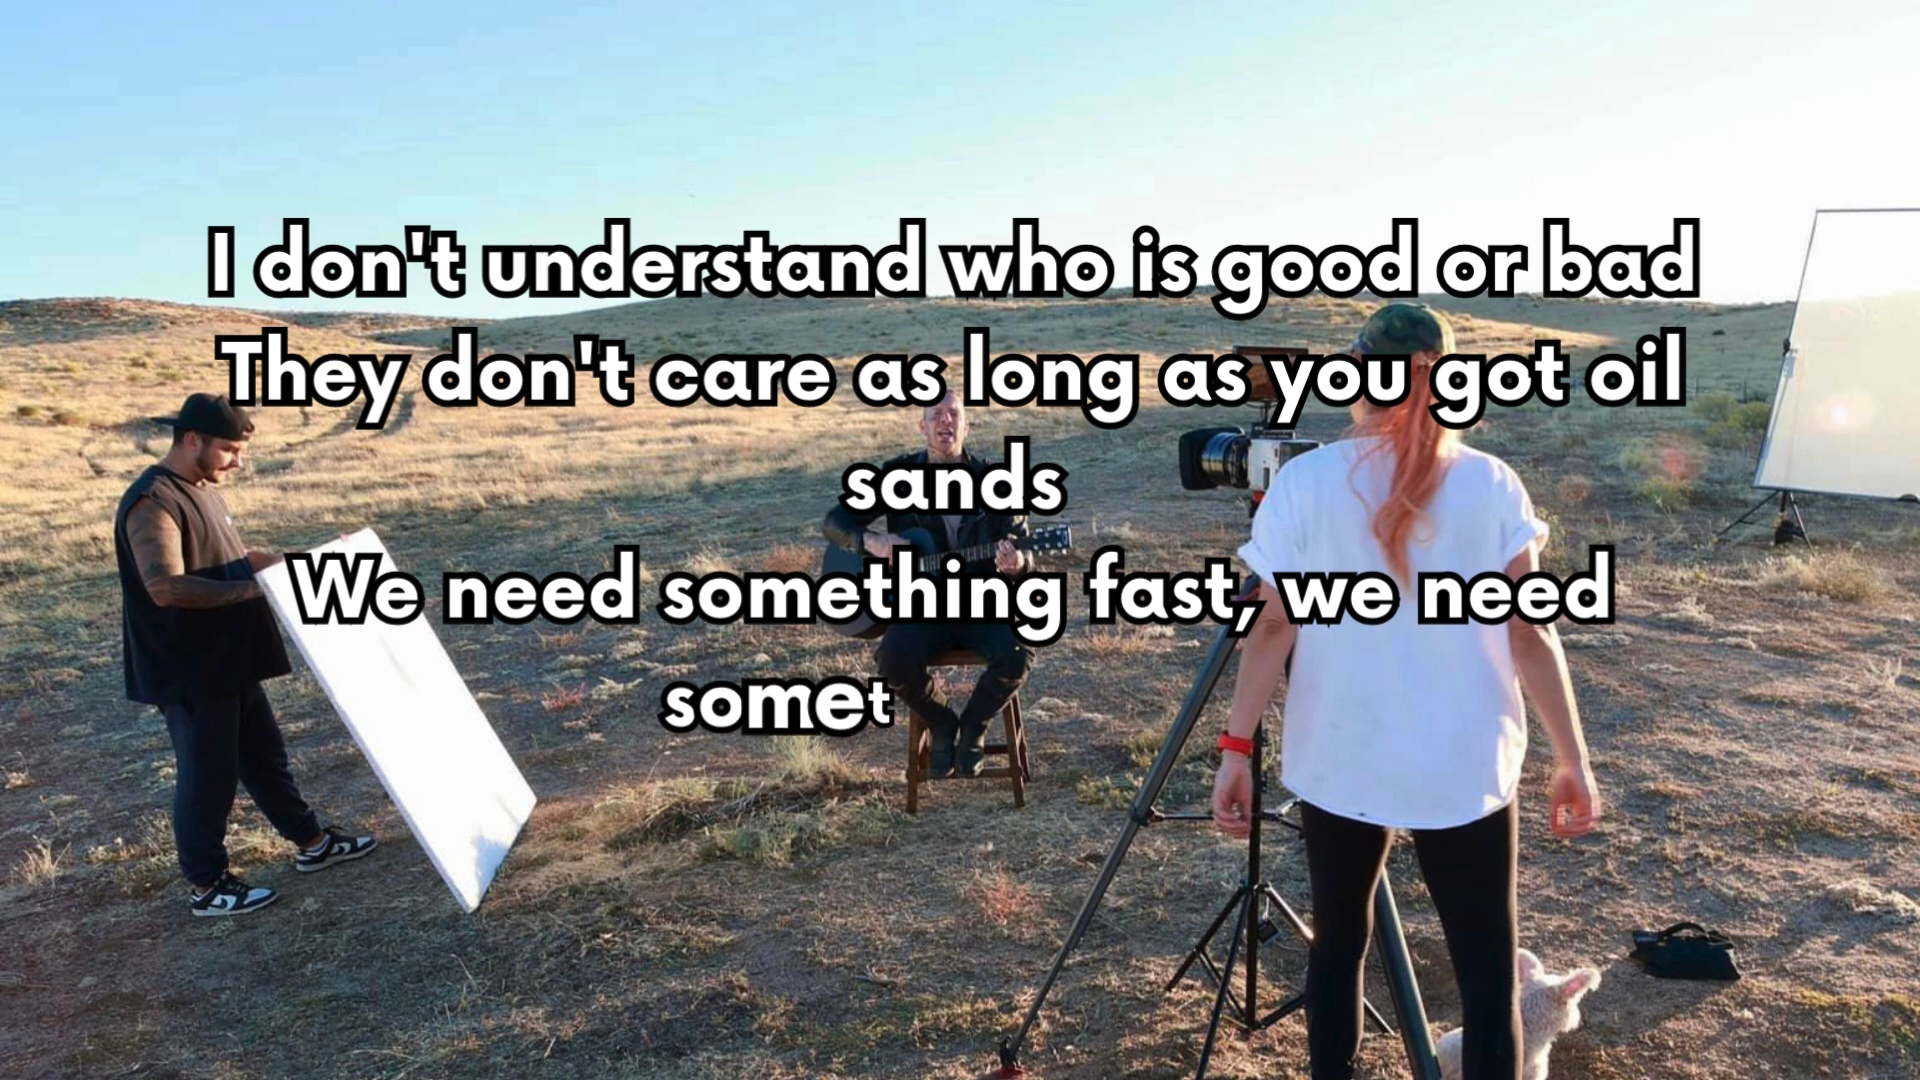 I don't understand who is good or bad
They don't care as long as you got oil
sands
We need something fast, we need
somet